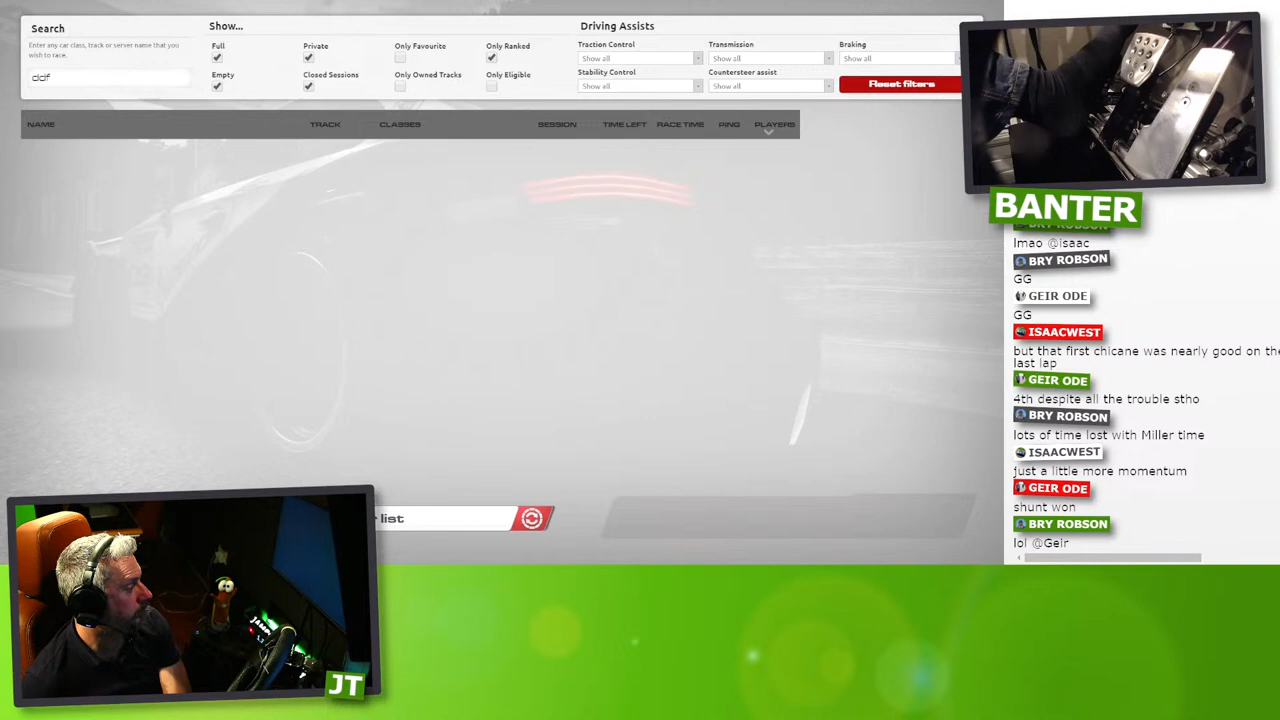 Search
Enter any car class, track or server name that you
wish to race.
ddf
Show...
Full
Private
Only Favourite
Only Ranked
Empty
Closed Sessions
Only Owned Tracks
Only Eligible
Driving Assists
Traction Control
Transmission
Braking
Show all
Show all
Show all
Stability Control
Countersteer assist
Show all
Show all
Reset filters
NAME
TRACK
CLASSES
SESSION
TIME LEFT
RACE TIME
PING
PLAYERS
list
BANTER
BRY ROBSON
lmao @isaac
BRY ROBSON
GG
GEIR ODE
GG
ISAACWEST
but that first chicane was nearly good on the
last lap
GEIR ODE
4th despite all the trouble stho
BRY ROBSON
lots of time lost with Miller time
ISAACWEST
just a little more momentum
GEIR ODE
shunt won
BRY ROBSON
lol @Geir
JT